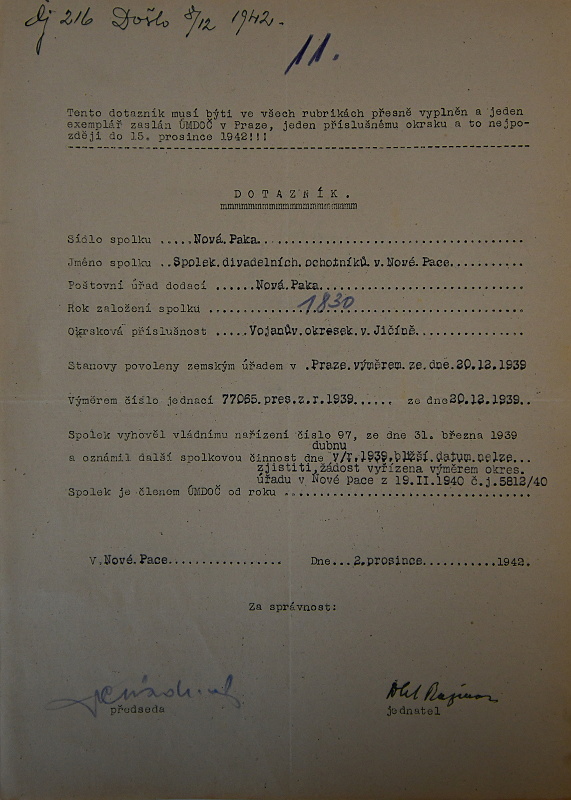 216 Došlo 8/12 1942.
11.
Tento dotazník musí býti ve všech rubrikách přesně vyplněn a jeden
exemplář zaslán ÚMDOČ v Praze, jeden příslušnému okrsku a to nejpo-
zději do 15. prosince 1942!!!
DOTAZNÍK.
Sídlo spolku .....Nová.Paka.......................................
Jméno spolku ..Spolek.divadelních.ochotníků.v.Nové.Pace...........
Poštovní úřad dodací ......Nová.Paka..............................
Rok založení spolku ........1830..................................
Okrsková příslušnost .....Vojanův.okrsek.v.Jičíně.................
Stanovy povoleny zemským úřadem v .Praze.výměrem.ze.dne.20.12.1939
Výměrem číslo jednací 77065.pres.z.r.1939...... ze dne20.12.1939..
Spolek vyhověl vládnímu nařízení číslo 97, ze dne 31. března 1939
dubnu
a oznámil další spolkovou činnost dne v/r.1939,bližší.datum.nelze...
zjistiti,žádost vyřízena výměrem okres.
úřadu v Nové pace z 19.II.1940 č.j.5812/40
Spolek je členem ÚMDOČ od roku ...................................
V.Nové.Pace................ Dne...2.prosince...........1942.
Za správnost:
předseda
jednatel